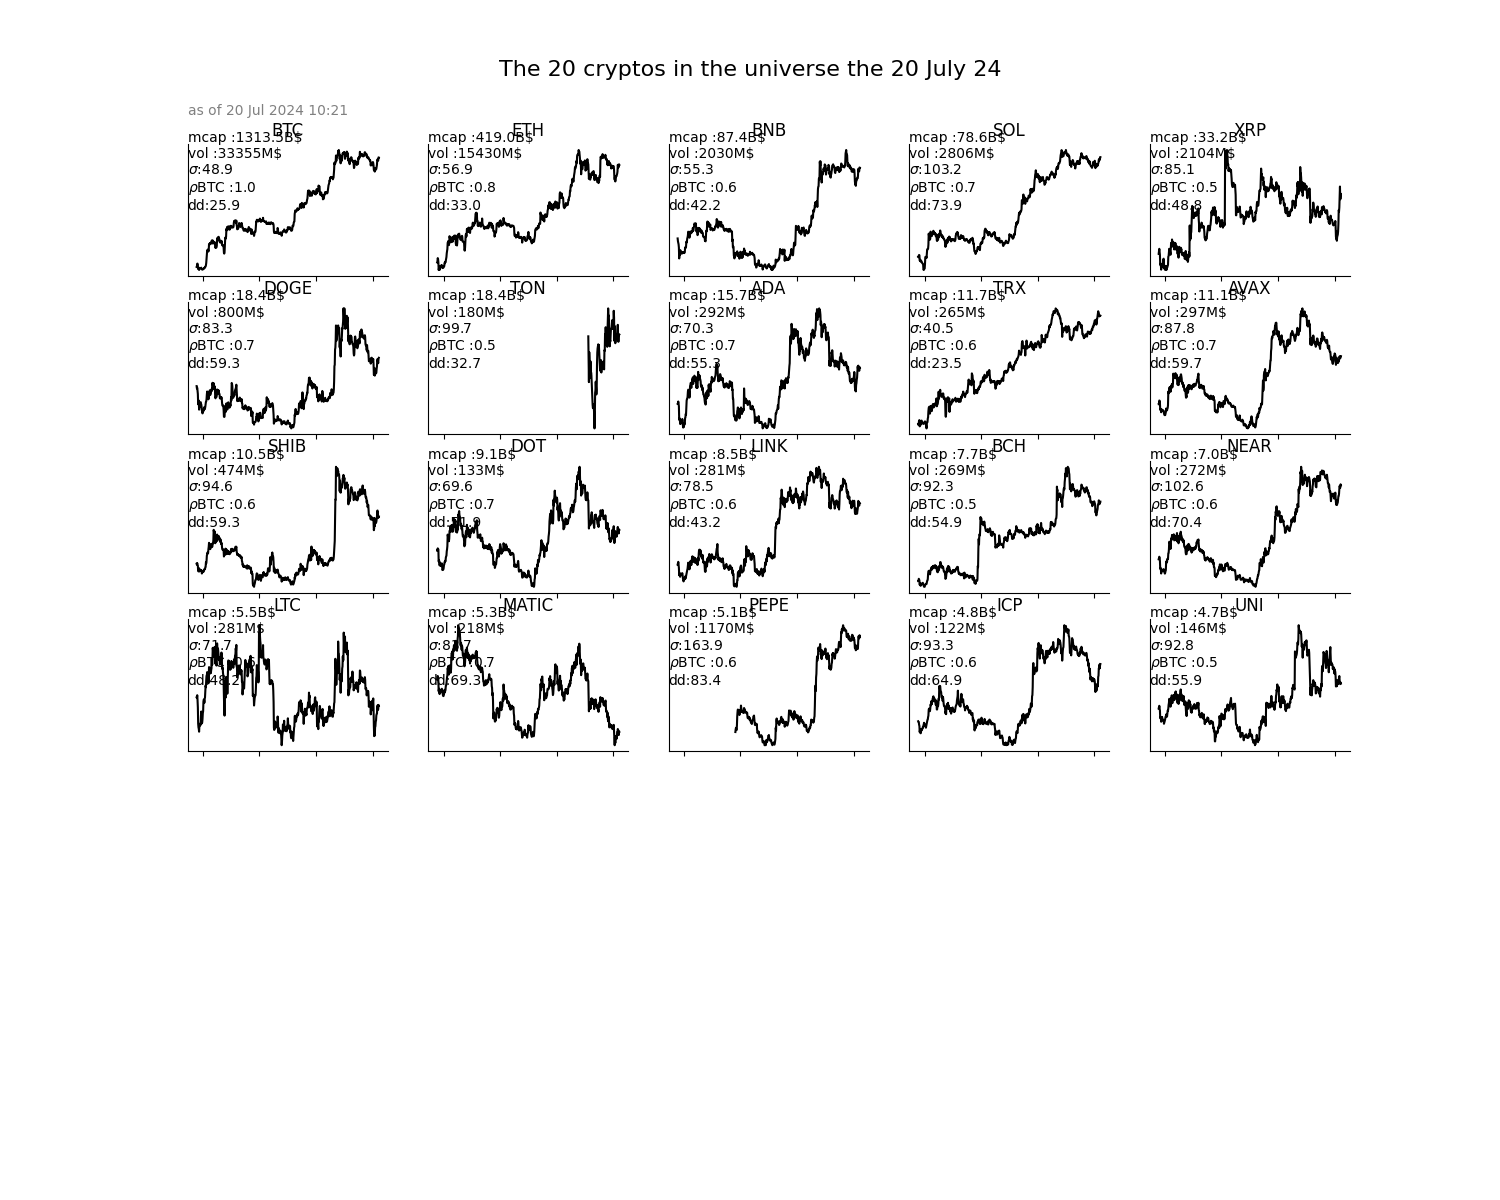 The 20 cryptos in the universe the 20 July 24
as of 20 Jul 2024 10:21
BTC
mcap :1313.5B$
vol :33355M$
σ:48.9
ρBTC :1.0
dd:25.9
ETH
mcap :419.0B$
vol :15430M$
σ:56.9
ρBTC :0.8
dd:33.0
BNB
mcap :87.4B$
vol :2030M$
σ:55.3
ρBTC :0.6
dd:42.2
SOL
mcap :78.6B$
vol :2806M$
σ:103.2
ρBTC :0.7
dd:73.9
XRP
mcap :33.2B$
vol :2104M$
σ:85.1
ρBTC :0.5
dd:48.8
DOGE
mcap :18.4B$
vol :800M$
σ:83.3
ρBTC :0.7
dd:59.3
TON
mcap :18.4B$
vol :180M$
σ:99.7
ρBTC :0.5
dd:32.7
ADA
mcap :15.7B$
vol :292M$
σ:70.3
ρBTC :0.7
dd:55.3
TRX
mcap :11.7B$
vol :265M$
σ:40.5
ρBTC :0.6
dd:23.5
AVAX
mcap :11.1B$
vol :297M$
σ:87.8
ρBTC :0.7
dd:59.7
SHIB
mcap :10.5B$
vol :474M$
σ:94.6
ρBTC :0.6
dd:59.3
DOT
mcap :9.1B$
vol :133M$
σ:69.6
ρBTC :0.7
LINK
mcap :8.5B$
vol :281M$
σ:78.5
ρBTC :0.6
dd:43.2
BCH
mcap :7.7B$
vol :269M$
σ:92.3
ρBTC :0.5
dd:54.9
NEAR
mcap :7.0B$
vol :272M$
σ:102.6
ρBTC :0.6
dd:70.4
LTC
mcap :5.5B$
vol :281M$
σ:71.7
ρBTC
dd:48.2
MATIC
mcap :5.3B$
vol :218M$
ρBTC :0.7
dd:69.3
PEPE
mcap :5.1B$
vol :1170M$
σ:163.9
ρBTC :0.6
dd:83.4
ICP
mcap :4.8B$
vol :122M$
σ:93.3
ρBTC :0.6
dd:64.9
UNI
mcap :4.7B$
vol :146M$
σ:92.8
ρBTC :0.5
dd:55.9